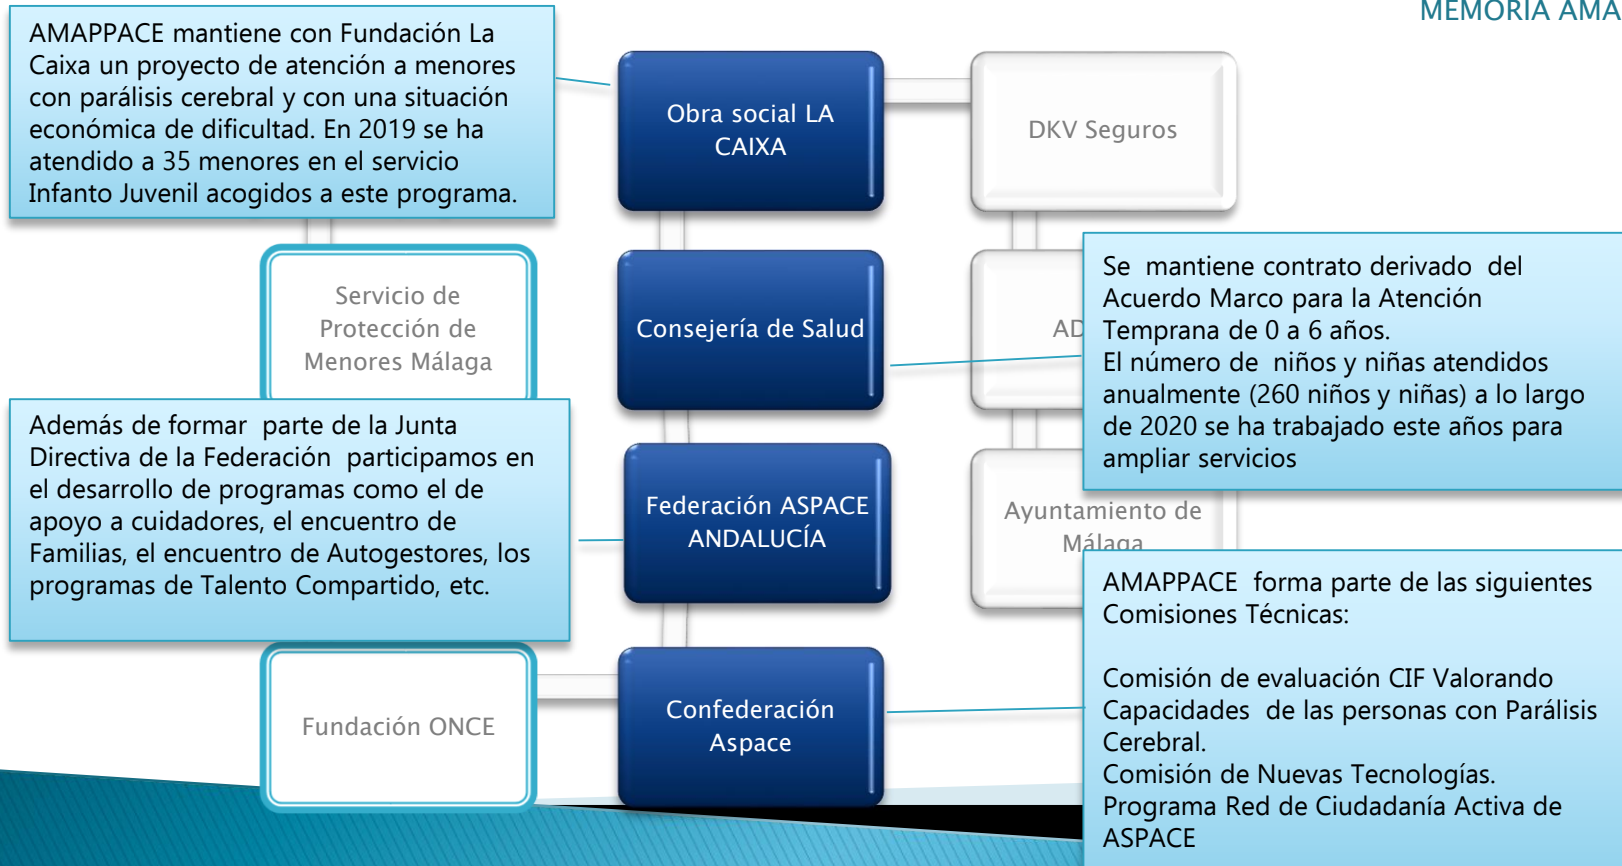 MEMORIA AMA
AMAPPACE mantiene con Fundación La
Caixa un proyecto de atención a menores
con parálisis cerebral y con una situación
económica de dificultad. En 2019 se ha
atendido a 35 menores en el servicio
Infanto Juvenil acogidos a este programa.
Obra social LA
CAIXA
DKV Seguros
Servicio de
Protección de
Menores Málaga
Consejería de Salud
AD
Se  mantiene contrato derivado  del
Acuerdo Marco para la Atención
Temprana de 0 a 6 años.
El número de  niños y niñas atendidos
anualmente (260 niños y niñas) a lo largo
de 2020 se ha trabajado este años para
ampliar servicios
Además de formar  parte de la Junta
Directiva de la Federación  participamos en
el desarrollo de programas como el de
apoyo a cuidadores, el encuentro de
Familias, el encuentro de Autogestores, los
programas de Talento Compartido, etc.
Federación ASPACE
ANDALUCÍA
Ayuntamiento de
Málaga
Fundación ONCE
Confederación
Aspace
AMAPPACE  forma parte de las siguientes
Comisiones Técnicas:
Comisión de evaluación CIF Valorando
Capacidades  de las personas con Parálisis
Cerebral.
Comisión de Nuevas Tecnologías.
Programa Red de Ciudadanía Activa de
ASPACE